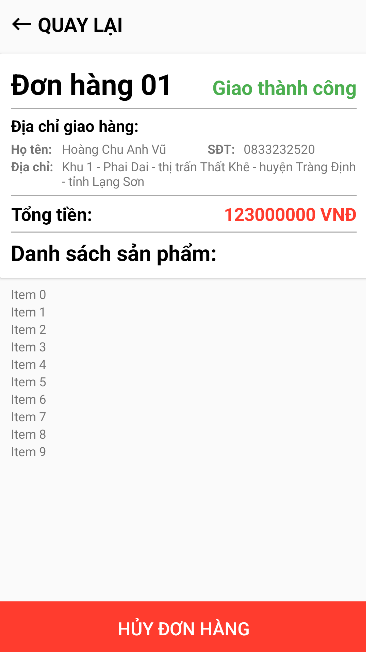 QUAY LẠI
Đơn hàng 01
Giao thành công
Địa chỉ giao hàng:
Họ tên: Hoàng Chu Anh Vũ SĐT: 0833232520
Địa chỉ: Khu 1 - Phai Dai - thị trấn Thất Khê - huyện Tràng Định
- tỉnh Lạng Sơn
Tổng tiền: 123000000 VNĐ
Danh sách sản phẩm:
Item 0
Item 1
Item 2
Item 3
Item 4
Item 5
Item 6
Item 7
Item 8
Item 9
HỦY ĐƠN HÀNG